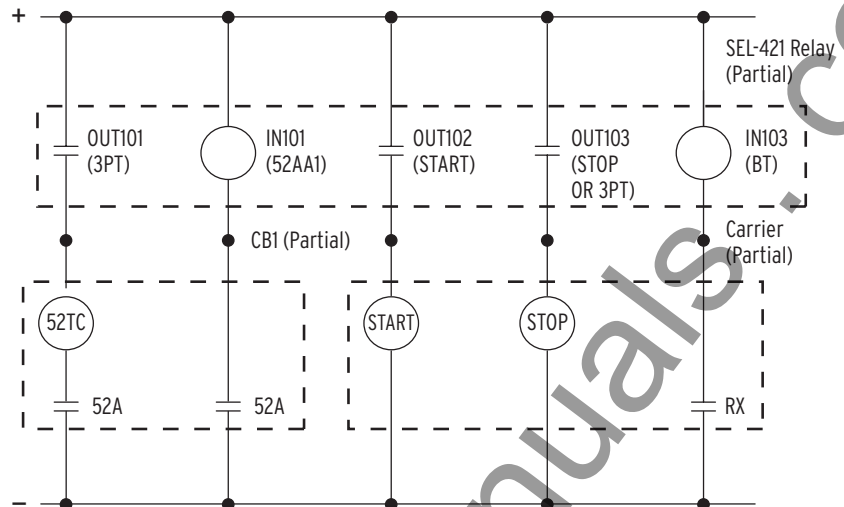 +
SEL-421 Relay
(Partial)
OUT101
(3PT)
IN101
(52AA1)
OUT102
(START)
OUT103
(STOP
OR 3PT)
IN103
(BT)
CB1 (Partial)
Carrier
(Partial)
52TC
START
STOP
52A
52A
RX
–
nuals . c